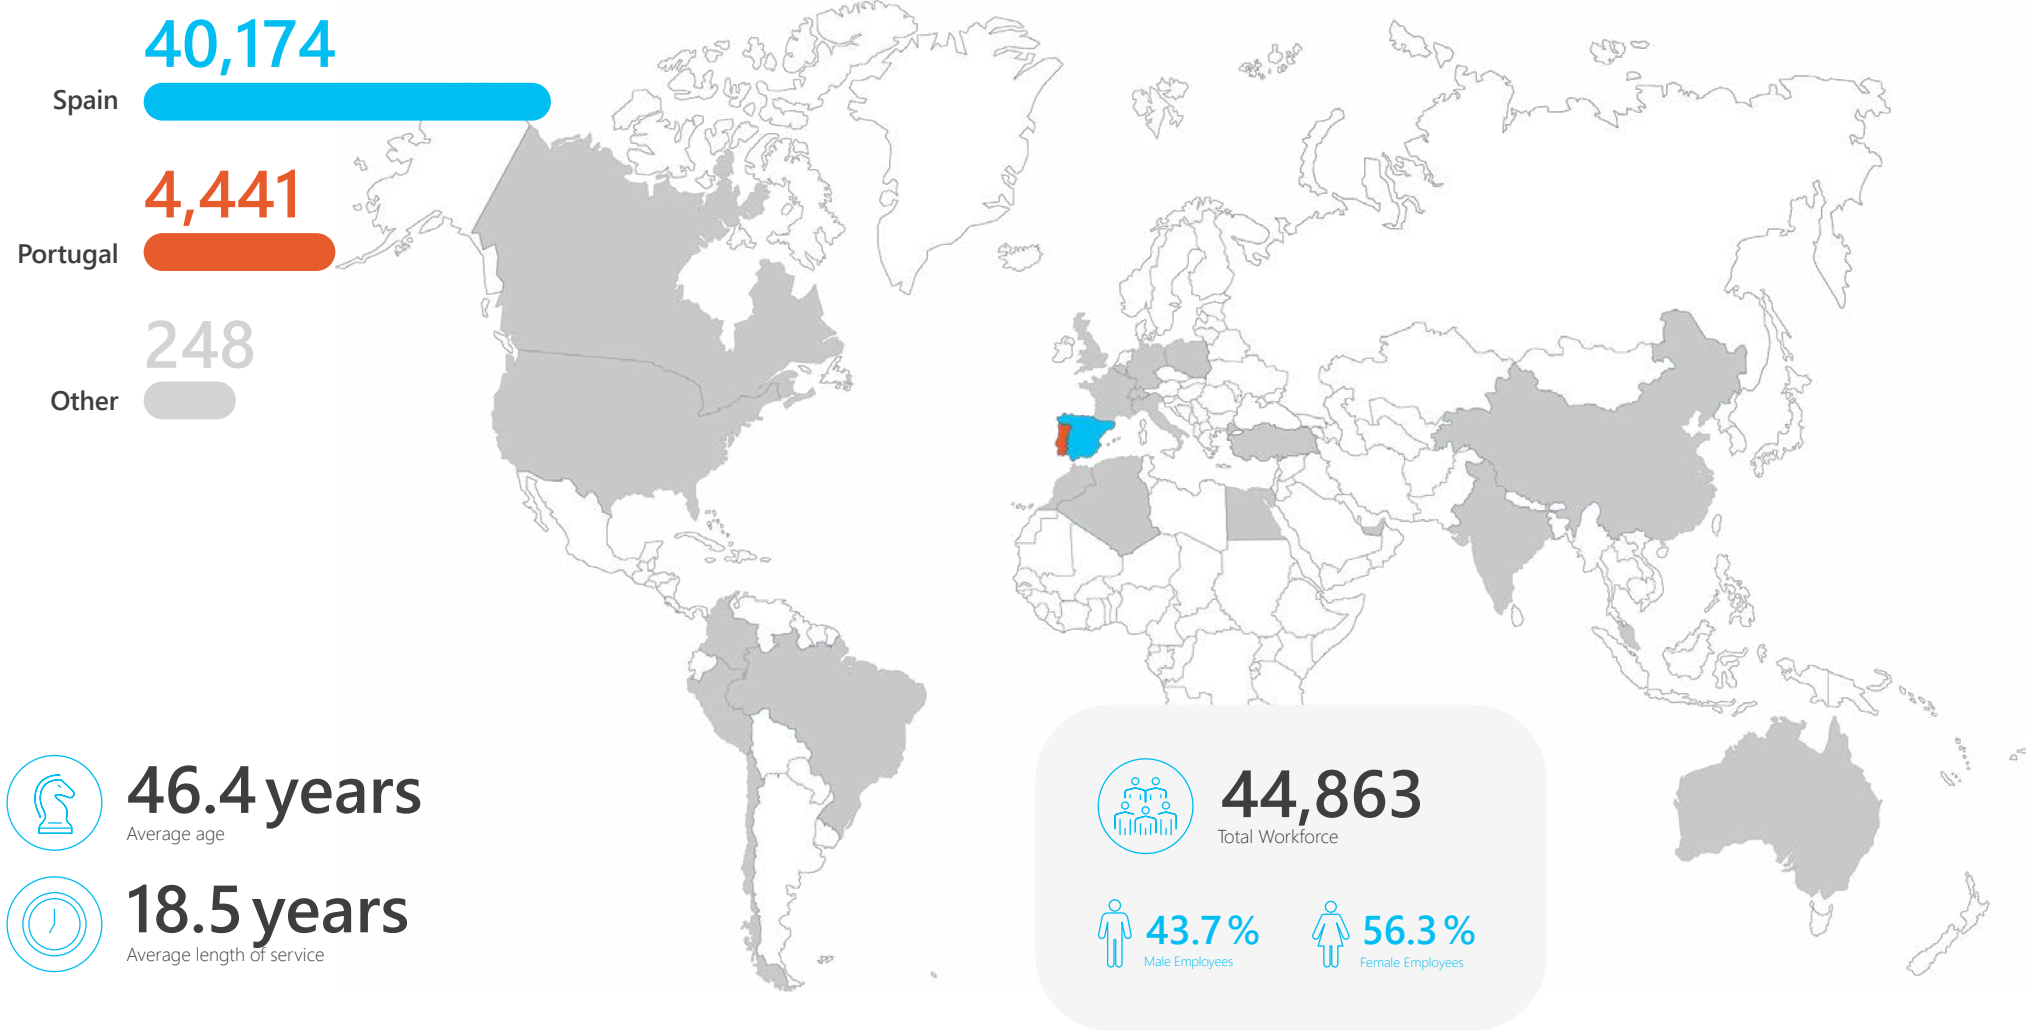 40,174
Spain
4,441
Portugal
248
Other
46.4 years
Average age
18.5 years
Average length of service
44,863
Total Workforce
43.7 %
Male Employees
56.3 %
Female Employees